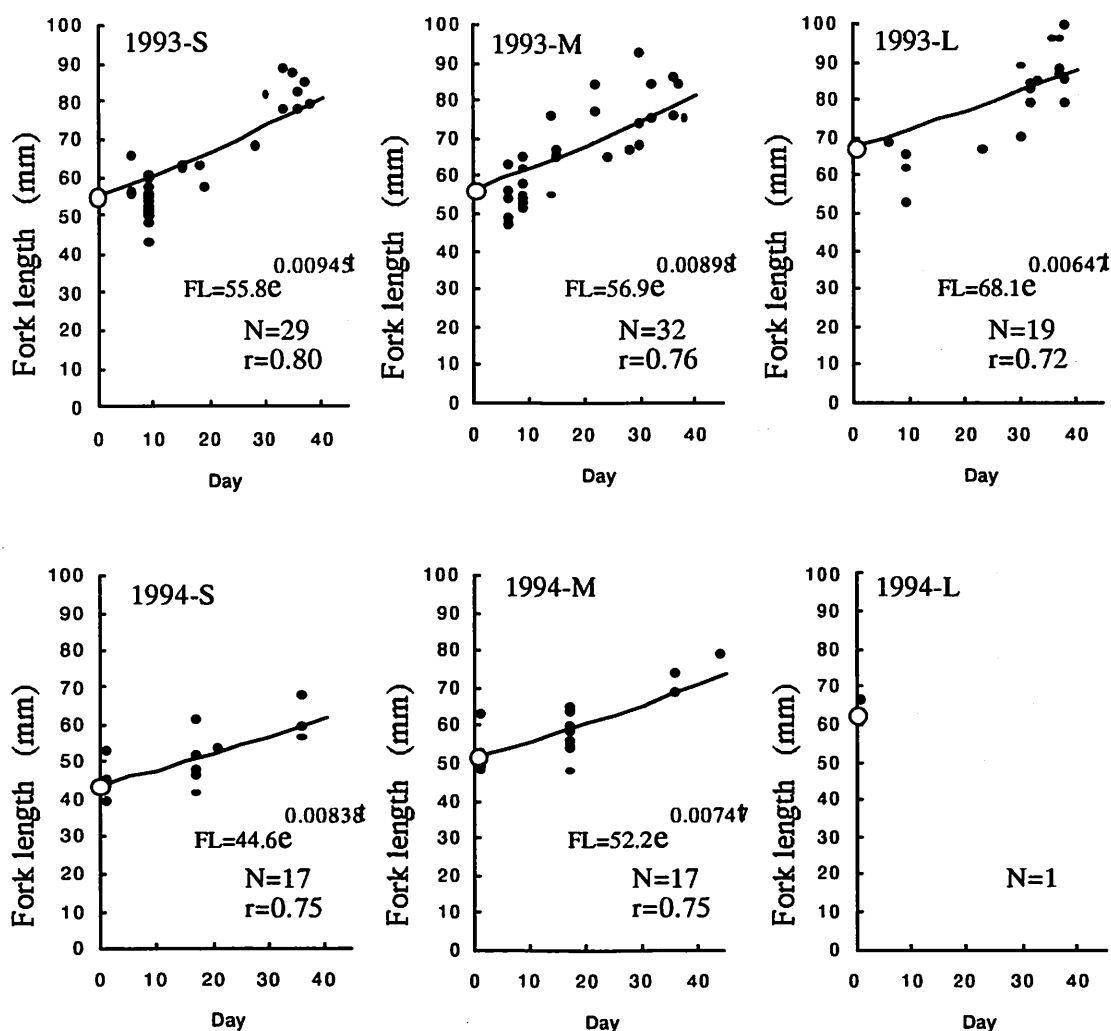 1993-S
Fork length (mm)
100
90
80
70
60
50
40
30
20
10
0
FL=55.8e 0.00945t
N=29
r=0.80
0 10 20 30 40
Day
1993-M
Fork length (mm)
100
90
80
70
60
50
40
30
20
10
0
FL=56.9e 0.00898t
N=32
r=0.76
0 10 20 30 40
Day
1993-L
Fork length (mm)
100
90
80
70
60
50
40
30
20
10
0
FL=68.1e 0.00647t
N=19
r=0.72
0 10 20 30 40
Day
1994-S
Fork length (mm)
100
90
80
70
60
50
40
30
20
10
0
FL=44.6e 0.00838t
N=17
r=0.75
0 10 20 30 40
Day
1994-M
Fork length (mm)
100
90
80
70
60
50
40
30
20
10
0
FL=52.2e 0.00747t
N=17
r=0.75
0 10 20 30 40
Day
1994-L
Fork length (mm)
100
90
80
70
60
50
40
30
20
10
0
N=1
0 10 20 30 40
Day